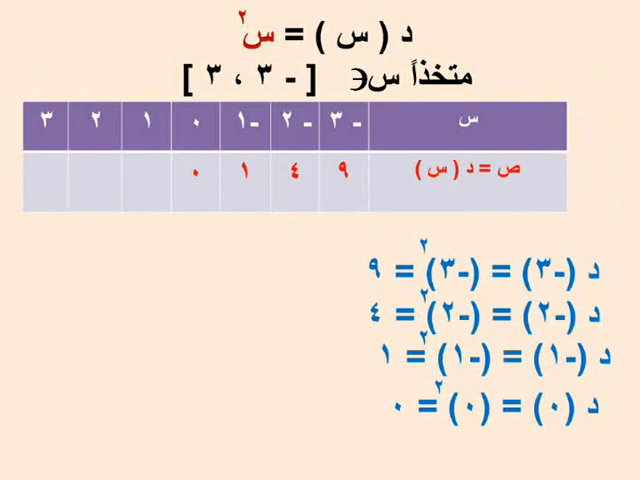 د ( س ) = س٢
متخذاً س∋ [ - ٣ ، ٣ ]
س - ٣ - ٢ -١ ٠ ١ ٢ ٣
ص = د ( س ) ٩ ٤ ١ ٠
د (-٣) = (-٣)٢ = ٩
د (-٢) = (-٢)٢ = ٤
د (-١) = (-١)٢ = ١
د (٠) = (٠)٢ = ٠